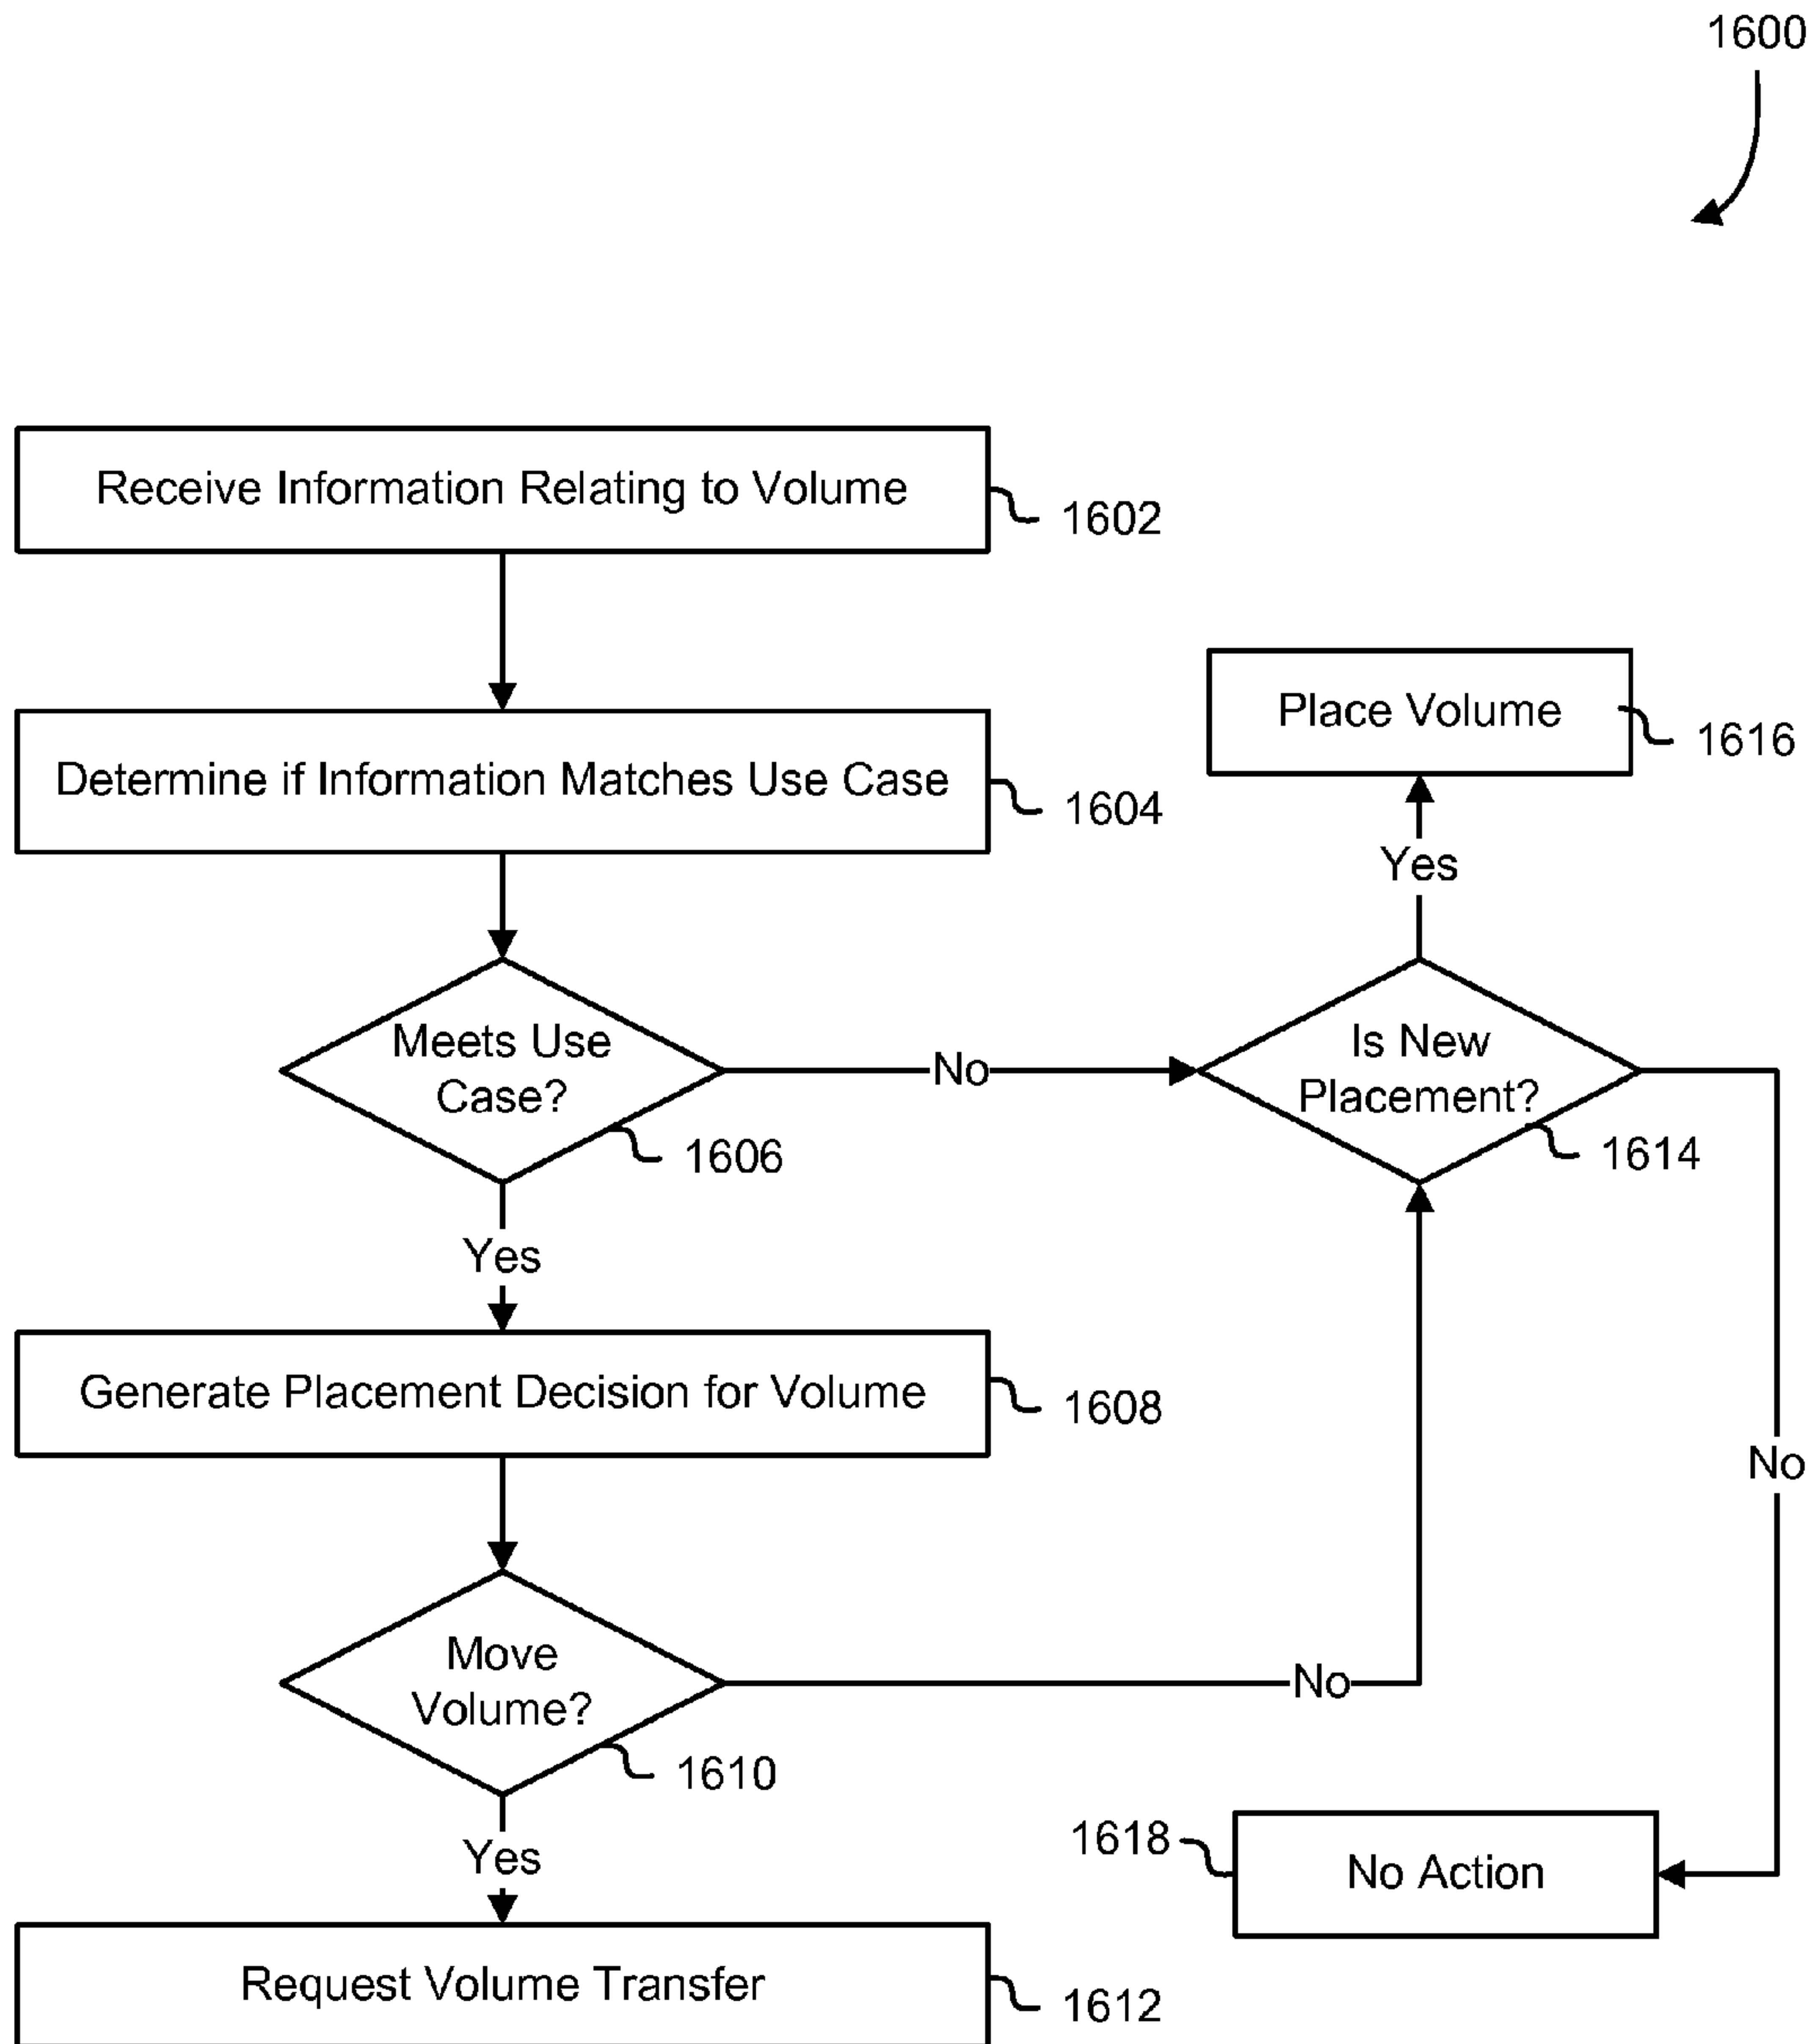 1600
Receive Information Relating to Volume
1602
Determine if Information Matches Use Case
1604
Place Volume
1616
Yes
Meets Use
Case?
1606
No
Is New
Placement?
1614
Yes
Generate Placement Decision for Volume
1608
No
Move
Volume?
1610
No
Yes
1618
No Action
Request Volume Transfer
1612